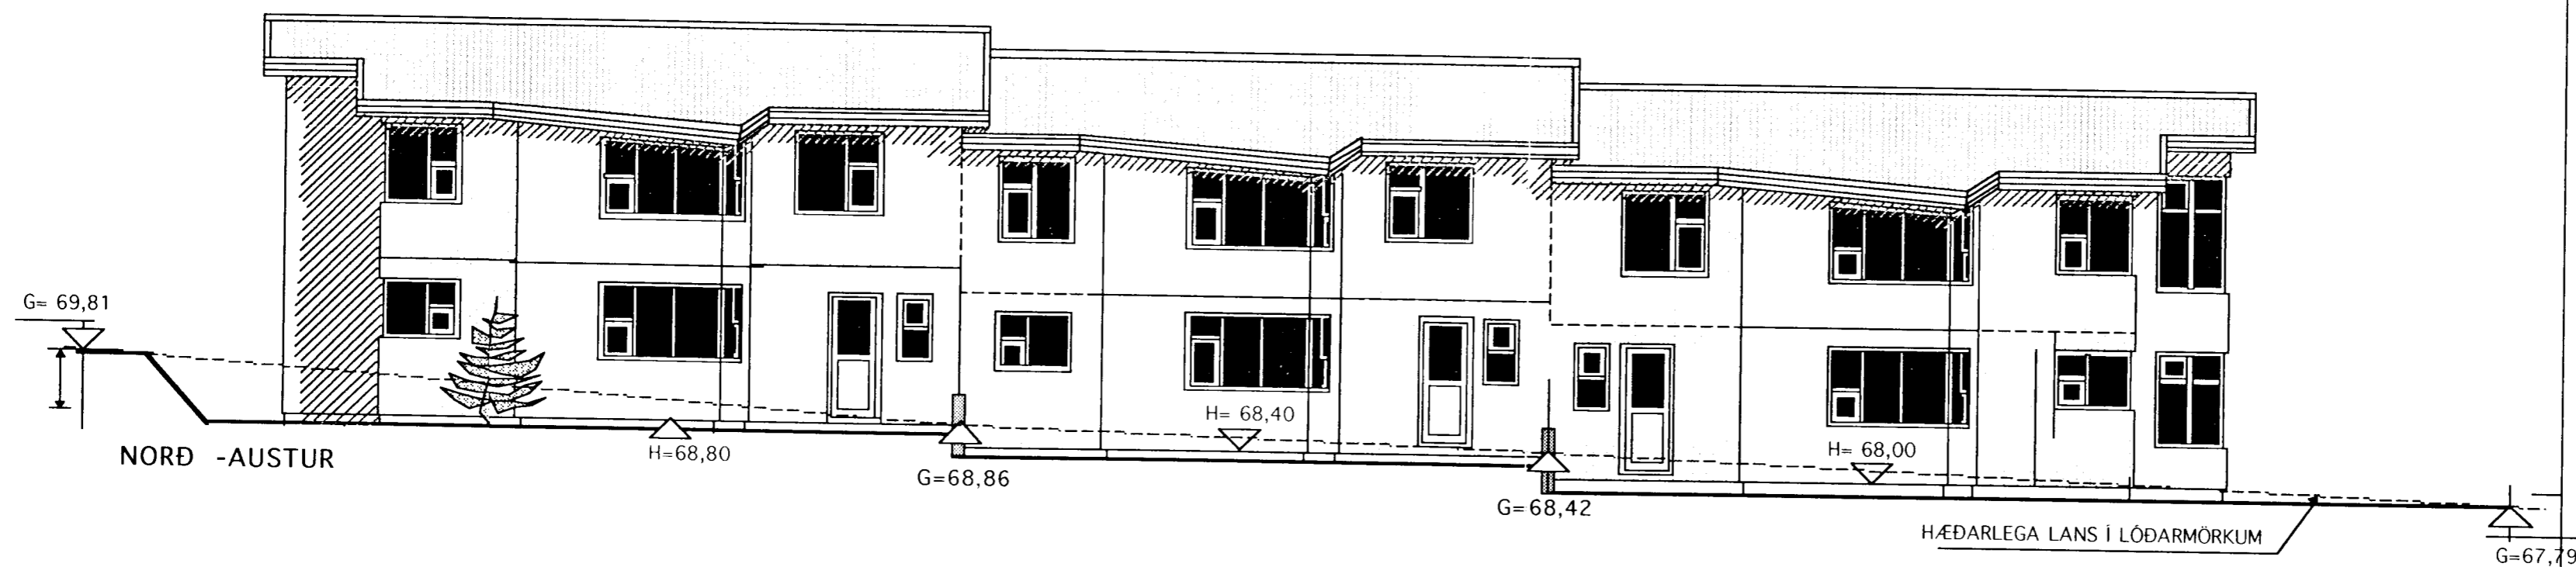 G= 69,81
NORÐ -AUSTUR
H=68,80
G=68,86
H= 68,40
G=68,42
H= 68,00
HÆÐARLEGA LANS Í LÓÐARMÖRKUM
G=67,79